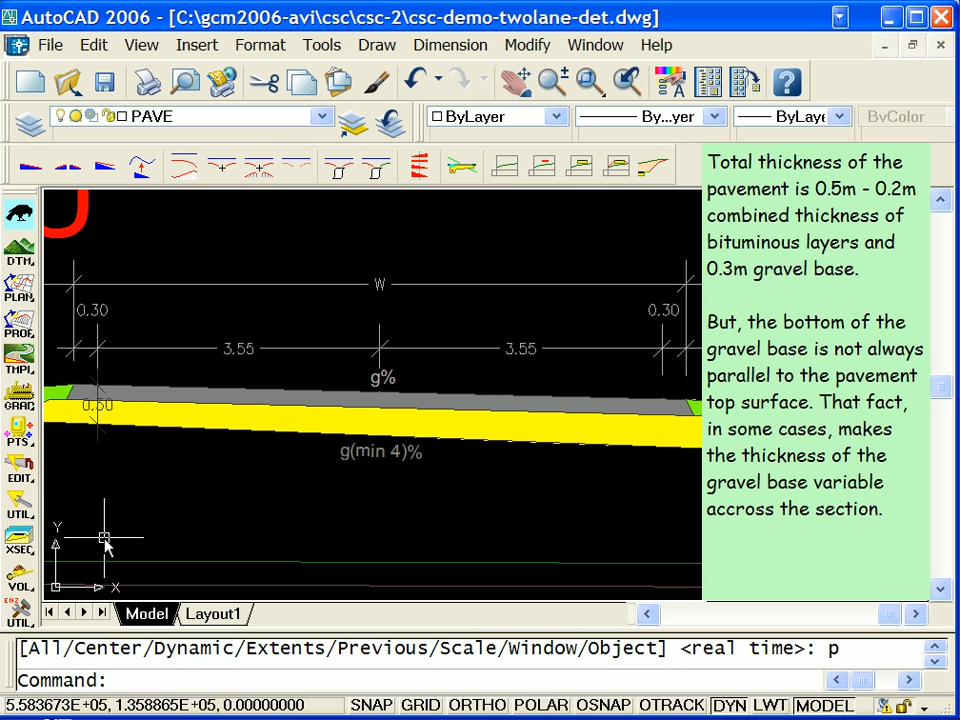 AutoCAD 2006 - [C:\gcm2006-avi\csc\csc-2\csc-demo-twolane-det.dwg]
File Edit View Insert Format Tools Draw Dimension Modify Window Help
PAVE
ByLayer
By...yer
ByLaye
ByColor
Total thickness of the
pavement is 0.5m - 0.2m
combined thickness of
bituminous layers and
0.3m gravel base.
But, the bottom of the
gravel base is not always
parallel to the pavement
top surface. That fact,
in some cases, makes
the thickness of the
gravel base variable
accross the section.
DTM
PLAN
PROF
TMPL
GRAD
PTS
EDIT
UTIL
XSEC
VOL
ENZ
UTIL
W
0.30
0.30
3.55
3.55
g%
0.50
g(min 4)%
Y
X
Model Layout1
[All/Center/Dynamic/Extents/Previous/Scale/Window/Object] <real time>: p
Command:
5.583673E+05, 1.358865E+05, 0.00000000 SNAP GRID ORTHO POLAR OSNAP OTRACK DYN LWT MODEL